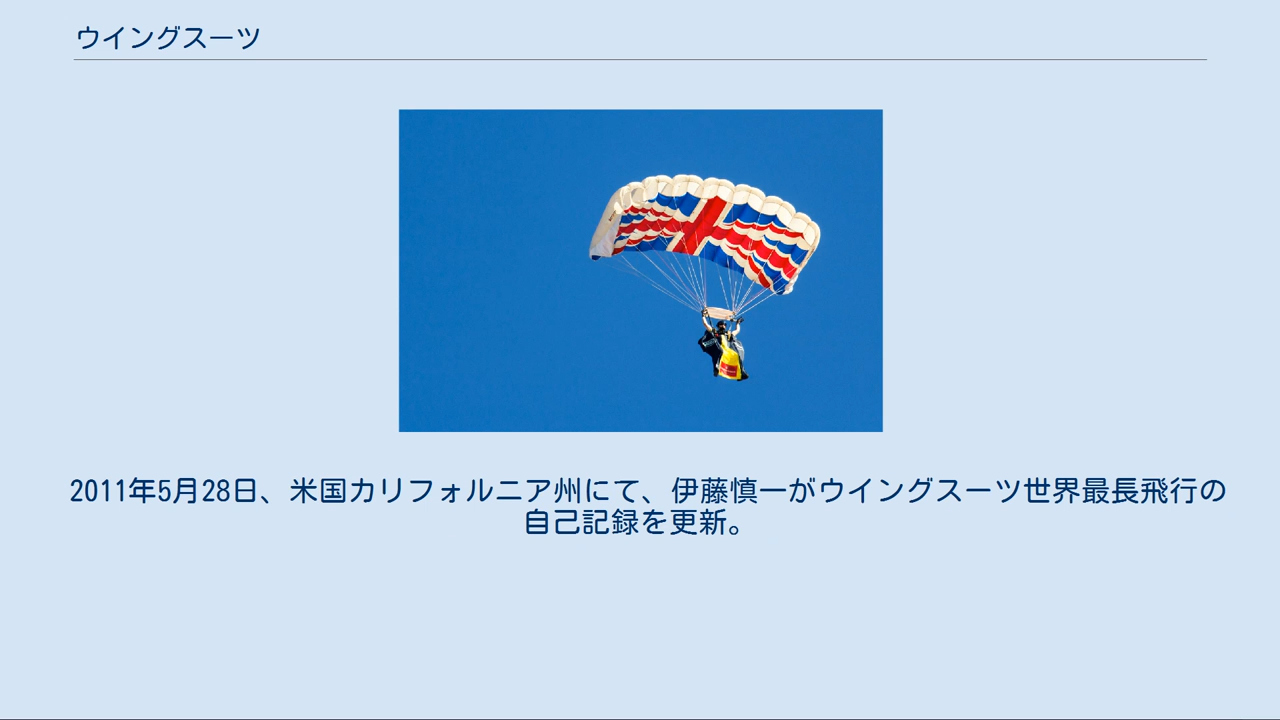 ウイングスーツ
2011年5月28日、米国カリフォルニア州にて、伊藤慎一がウイングスーツ世界最長飛行の
自己記録を更新。